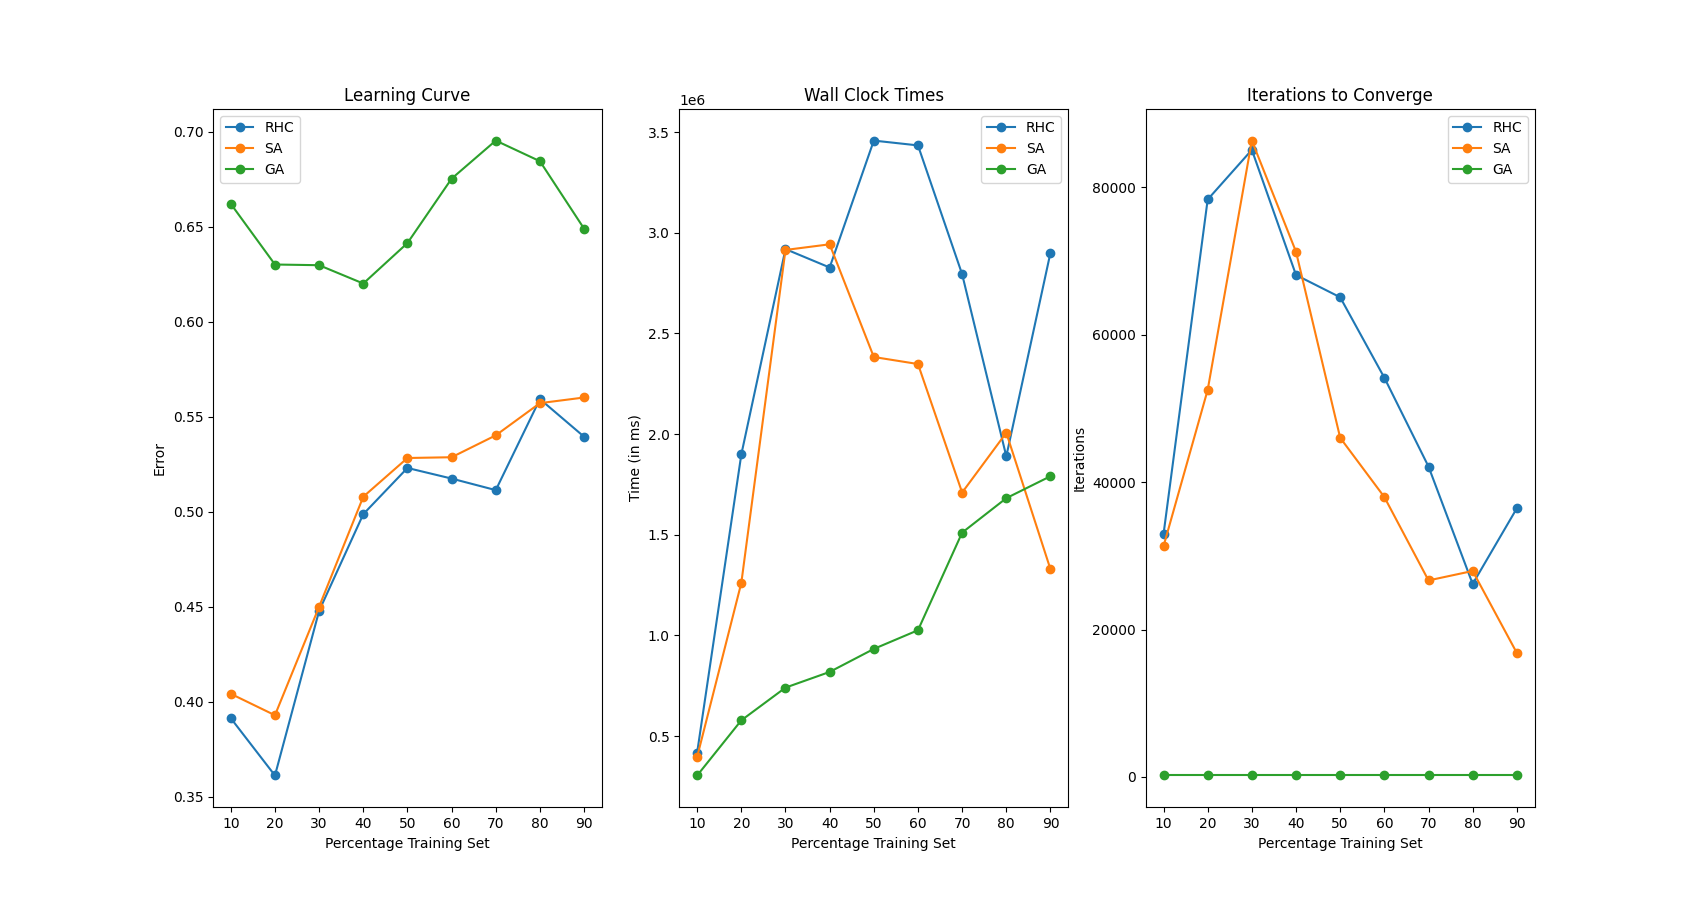 Learning Curve
RHC
SA
GA
0.70
0.65
0.60
0.55
0.50
0.45
0.40
0.35
Error
10 20 30 40 50 60 70 80 90
Percentage Training Set
Wall Clock Times
1e6
RHC
SA
GA
3.5
3.0
2.5
2.0
1.5
1.0
0.5
Time (in ms)
10 20 30 40 50 60 70 80 90
Percentage Training Set
Iterations to Converge
RHC
SA
GA
80000
60000
40000
20000
0
Iterations
10 20 30 40 50 60 70 80 90
Percentage Training Set